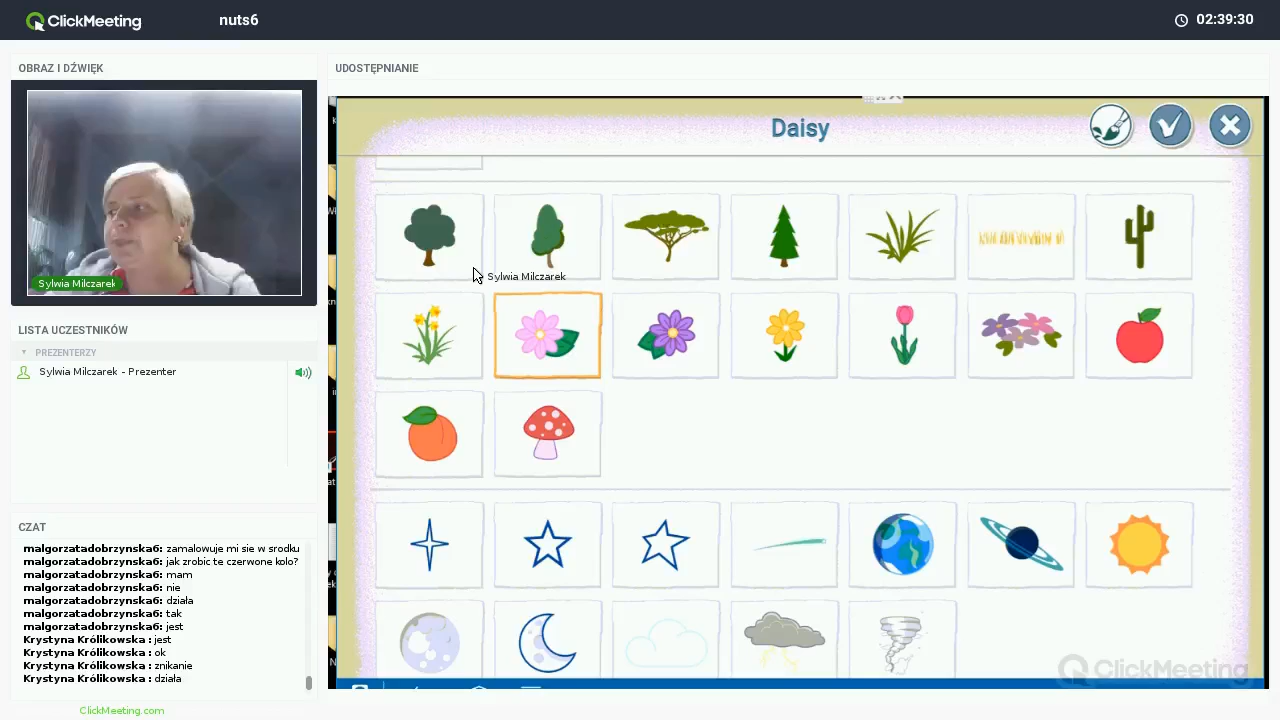 ClickMeeting
nuts6
02:39:30
OBRAZ I DŹWIĘK
UDOSTĘPNIANIE
Daisy
Sylwia Milczarek
Sylwia Milczarek
LISTA UCZESTNIKÓW
PREZENTERZY
Sylwia Milczarek - Prezenter
CZAT
malgorzatadobrzynska6: zamalowuje mi sie w srodku
malgorzatadobrzynska6: jak zrobic te czerwone kolo?
malgorzatadobrzynska6: mam
malgorzatadobrzynska6: nie
malgorzatadobrzynska6: działa
malgorzatadobrzynska6: tak
malgorzatadobrzynska6: jest
Krystyna Królikowska : jest
Krystyna Królikowska : ok
Krystyna Królikowska : znikanie
Krystyna Królikowska : działa
ClickMeeting
ClickMeeting.com